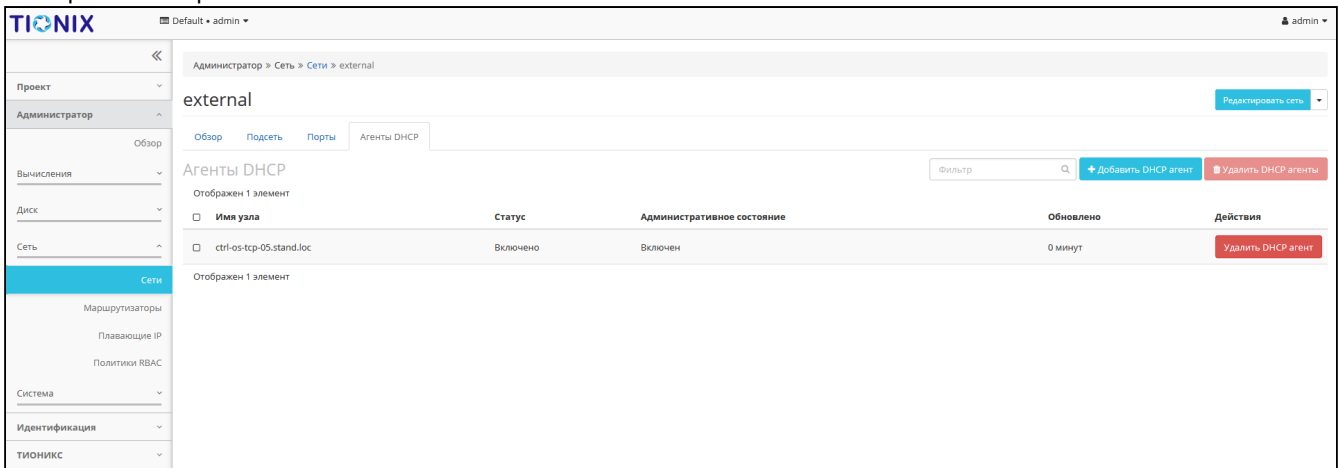 TIONIX
Default • admin
admin
Администратор » Сеть » Сети » external
Проект
Администратор
Обзор
Вычисления
Диск
Сеть
Сети
Маршрутизаторы
Плавающие IP
Политики RBAC
Система
Идентификация
ТИОНИКС
external
Редактировать сеть
Обзор Подсеть Порты Агенты DHCP
Агенты DHCP
Фильтр
+ Добавить DHCP агент
Удалить DHCP агенты
Отображен 1 элемент
Имя узла Статус Административное состояние Обновлено Действия
ctrl-os-tcp-05.stand.loc Включено Включен 0 минут Удалить DHCP агент
Отображен 1 элемент